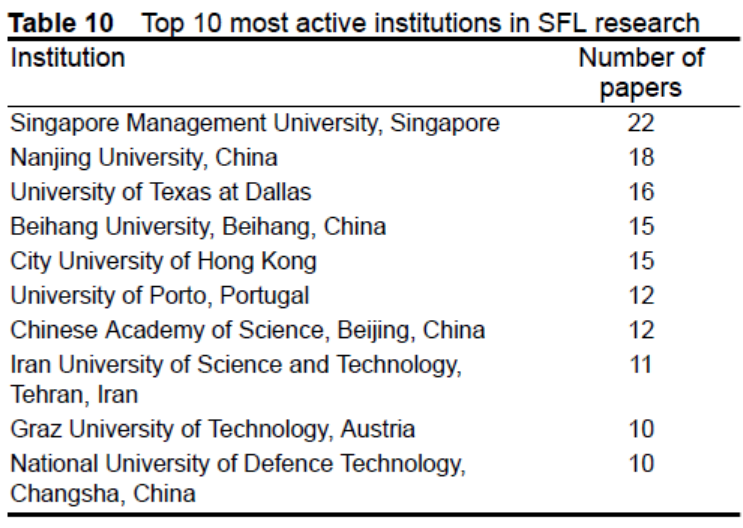 Table 10 Top 10 most active institutions in SFL research
Institution Number of
papers
Singapore Management University, Singapore 22
Nanjing University, China 18
University of Texas at Dallas 16
Beihang University, Beihang, China 15
City University of Hong Kong 15
University of Porto, Portugal 12
Chinese Academy of Science, Beijing, China 12
Iran University of Science and Technology, 11
Tehran, Iran
Graz University of Technology, Austria 10
National University of Defence Technology, 10
Changsha, China